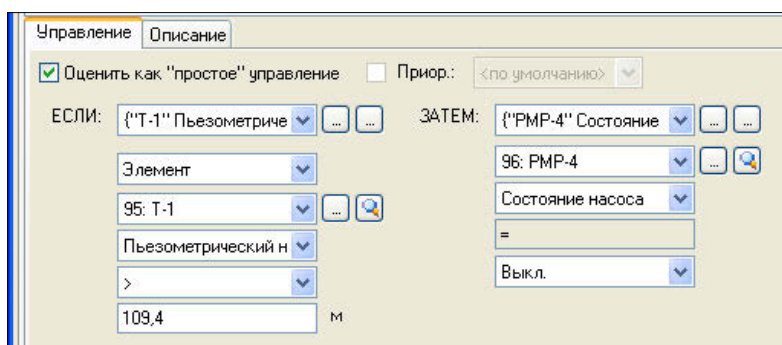 Управление Описание
Оценить как "простое" управление Приор.: <по умолчанию>
ЕСЛИ: {"T-1" Пьезометриче ... ... ЗАТЕМ: {"PMP-4" Состояние ... ...
Элемент 96: PMP-4 ...
95: T-1 ... Состояние насоса
Пьезометрический н =
> Выкл.
109,4 м